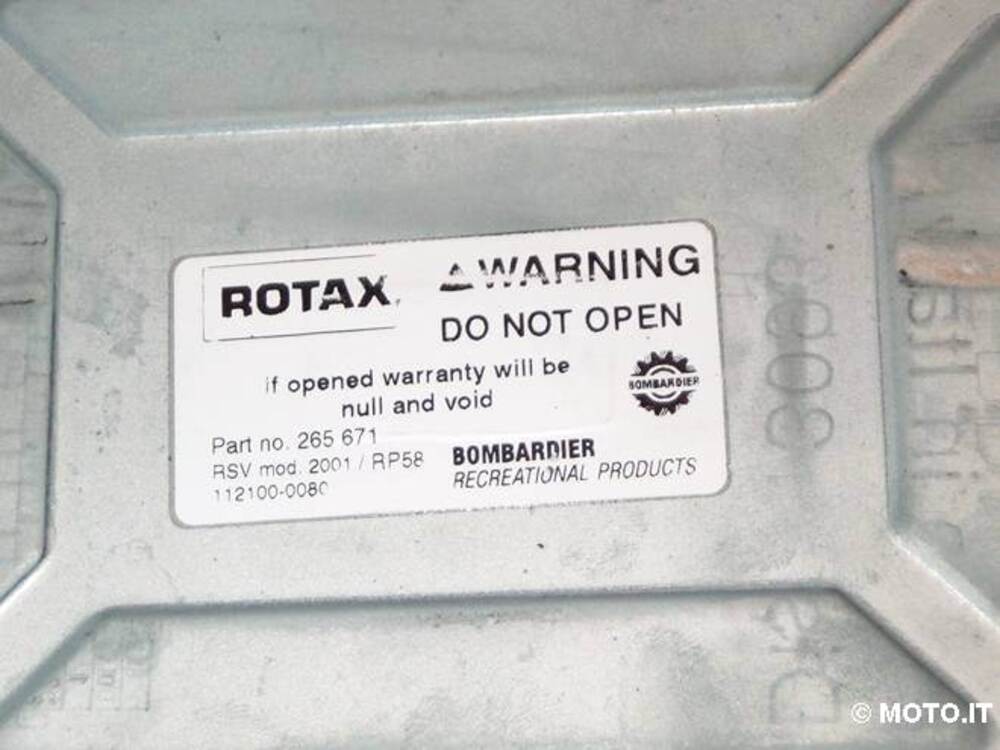 ROTAX
⚠ WARNING
DO NOT OPEN
if opened warranty will be
null and void
BOMBARDIER
Part no. 265 671
RSV mod. 2001 / RP58
112100-0080
BOMBARDIER
RECREATIONAL PRODUCTS
© MOTO.IT